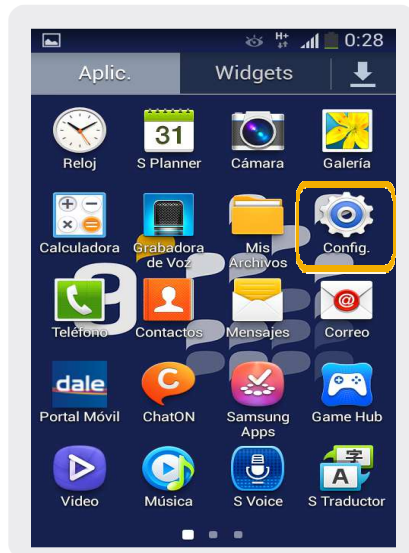 H+ 0:28
Aplic. Widgets
31
Reloj S Planner Cámara Galería
Calculadora Grabadora de Voz Mis Archivos Config.
Teléfono Contactos Mensajes Correo
dale
Portal Móvil ChatON Samsung Apps Game Hub
字
A
Video Música S Voice S Traductor